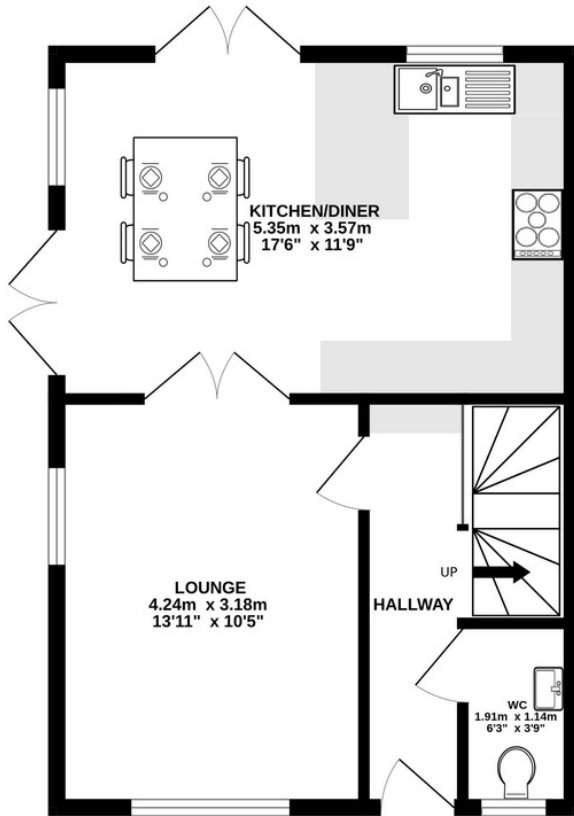 KITCHEN/DINER
5.35m x 3.57m
17'6" x 11'9"
LOUNGE
4.24m x 3.18m
13'11" x 10'5"
UP
HALLWAY
WC
1.91m x 1.14m
6'3" x 3'9"